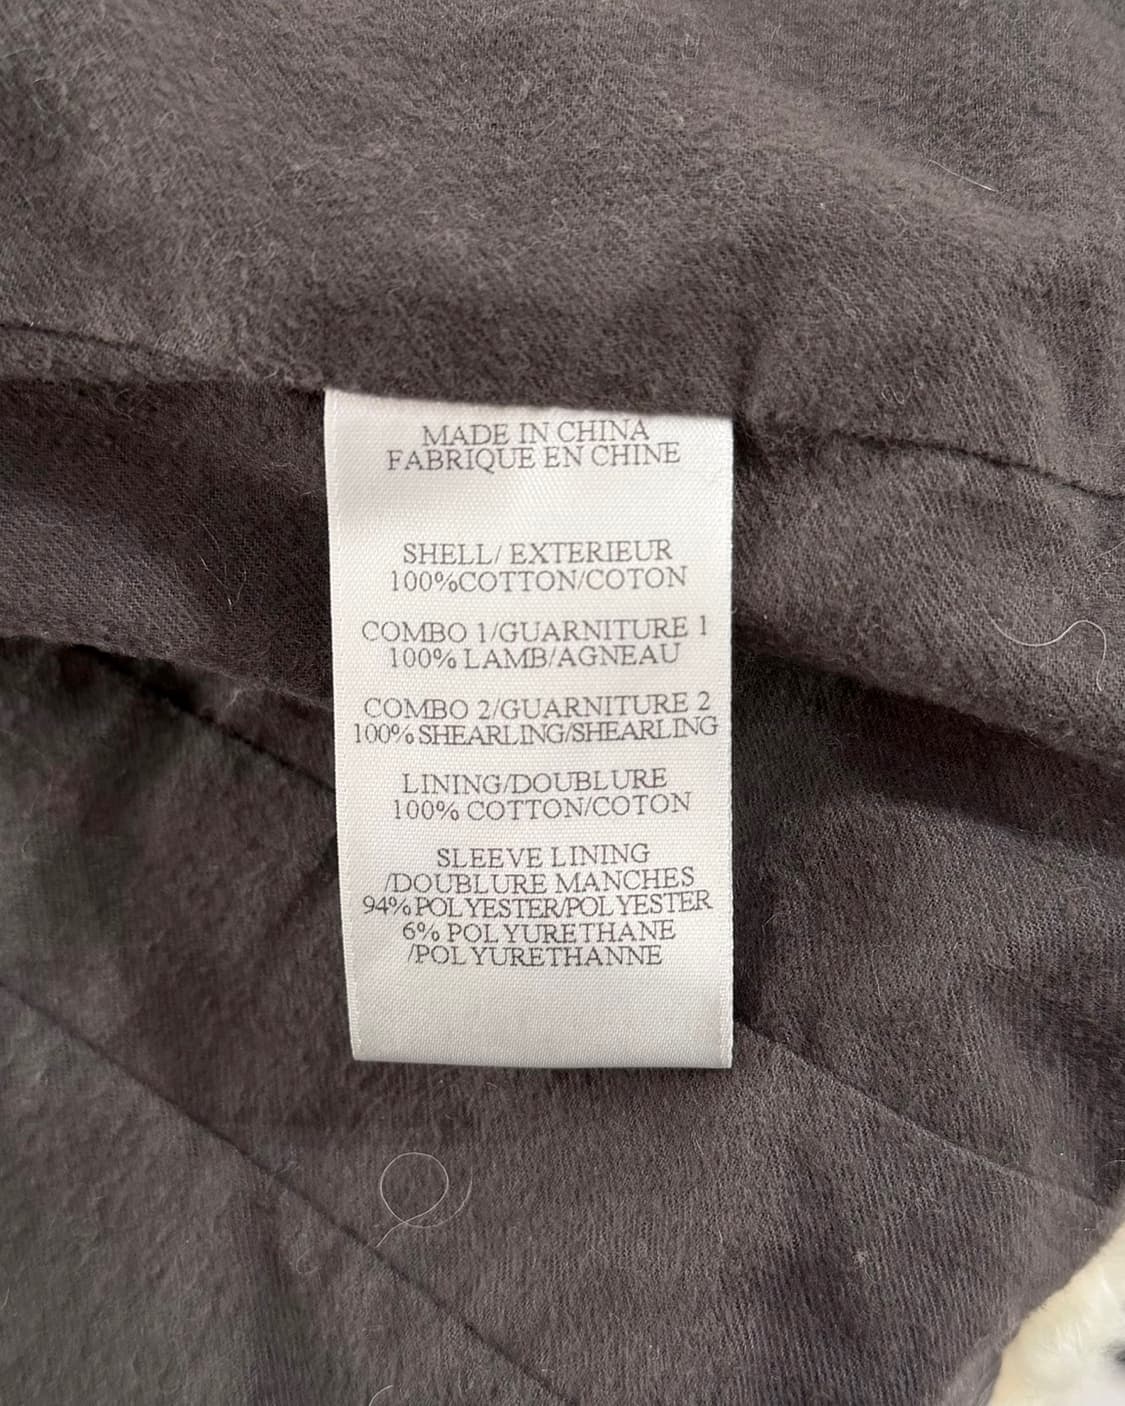 MADE IN CHINA
FABRIQUE EN CHINE
SHELL/ EXTERIEUR
100%COTTON/COTON
COMBO 1/GUARNITURE 1
100% LAMB/AGNEAU
COMBO 2/GUARNITURE 2
100% SHEARLING/SHEARLING
LINING/DOUBLURE
100% COTTON/COTON
SLEEVE LINING
/DOUBLURE MANCHES
94% POLYESTER/POLYESTER
6% POLYURETHANE
/POLYURETHANNE